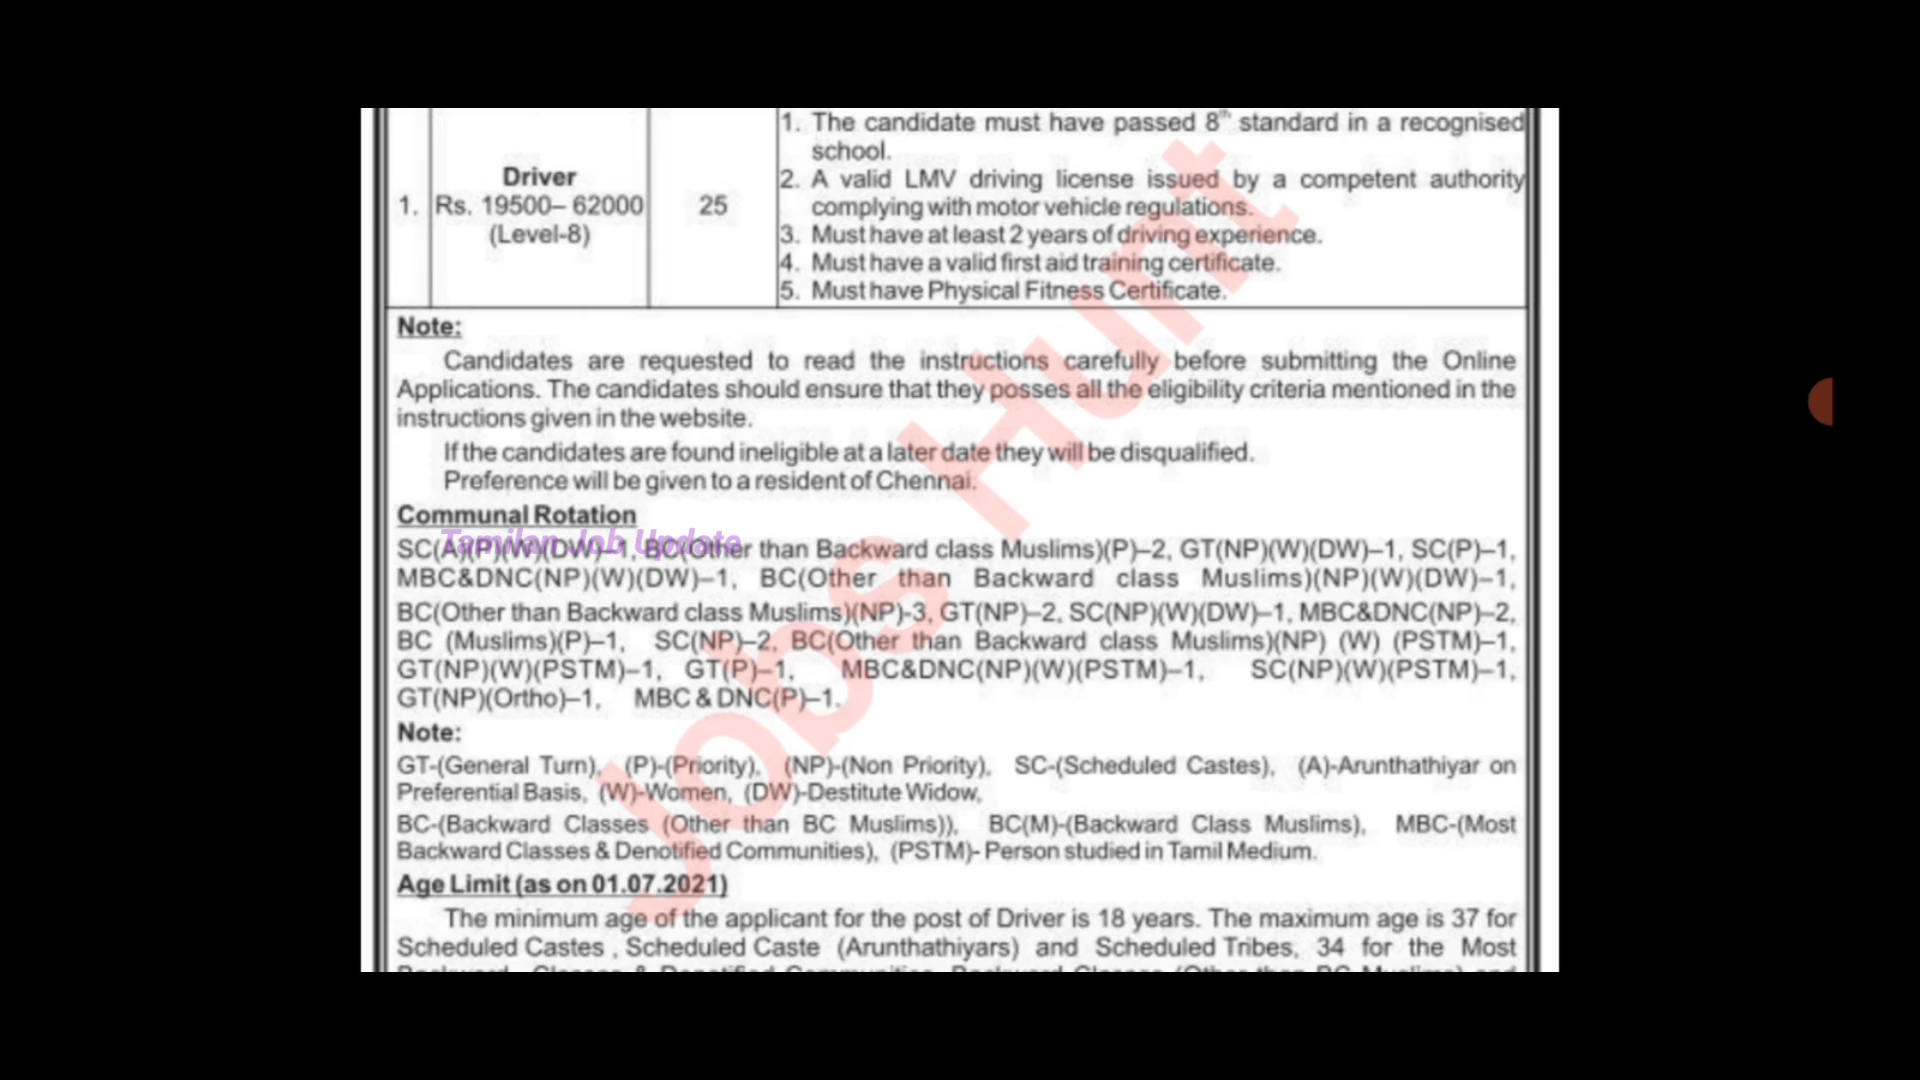 1. The candidate must have passed 8th standard in a recognised
school.
Driver
2. A valid LMV driving license issued by a competent authority
1. Rs. 19500– 62000 25
complying with motor vehicle regulations.
(Level-8)
3. Must have at least 2 years of driving experience.
4. Must have a valid first aid training certificate.
5. Must have Physical Fitness Certificate.
Note:
Candidates are requested to read the instructions carefully before submitting the Online
Applications. The candidates should ensure that they posses all the eligibility criteria mentioned in the
instructions given in the website.
If the candidates are found ineligible at a later date they will be disqualified.
Preference will be given to a resident of Chennai.
Communal Rotation
Tamilan Job Update
SC(A)(P)(W)(DW)–1, BC(Other than Backward class Muslims)(P)–2, GT(NP)(W)(DW)–1, SC(P)–1,
MBC&DNC(NP)(W)(DW)–1, BC(Other than Backward class Muslims)(NP)(W)(DW)–1,
BC(Other than Backward class Muslims)(NP)-3, GT(NP)–2, SC(NP)(W)(DW)–1, MBC&DNC(NP)–2,
BC (Muslims)(P)–1, SC(NP)–2, BC(Other than Backward class Muslims)(NP) (W) (PSTM)–1,
GT(NP)(W)(PSTM)–1, GT(P)–1, MBC&DNC(NP)(W)(PSTM)–1, SC(NP)(W)(PSTM)–1,
GT(NP)(Ortho)–1, MBC & DNC(P)–1.
Note:
GT-(General Turn), (P)-(Priority), (NP)-(Non Priority), SC-(Scheduled Castes), (A)-Arunthathiyar on
Preferential Basis, (W)-Women, (DW)-Destitute Widow,
BC-(Backward Classes (Other than BC Muslims)), BC(M)-(Backward Class Muslims), MBC-(Most
Backward Classes & Denotified Communities), (PSTM)- Person studied in Tamil Medium.
Age Limit (as on 01.07.2021)
The minimum age of the applicant for the post of Driver is 18 years. The maximum age is 37 for
Scheduled Castes , Scheduled Caste (Arunthathiyars) and Scheduled Tribes, 34 for the Most
Jobs Hunt